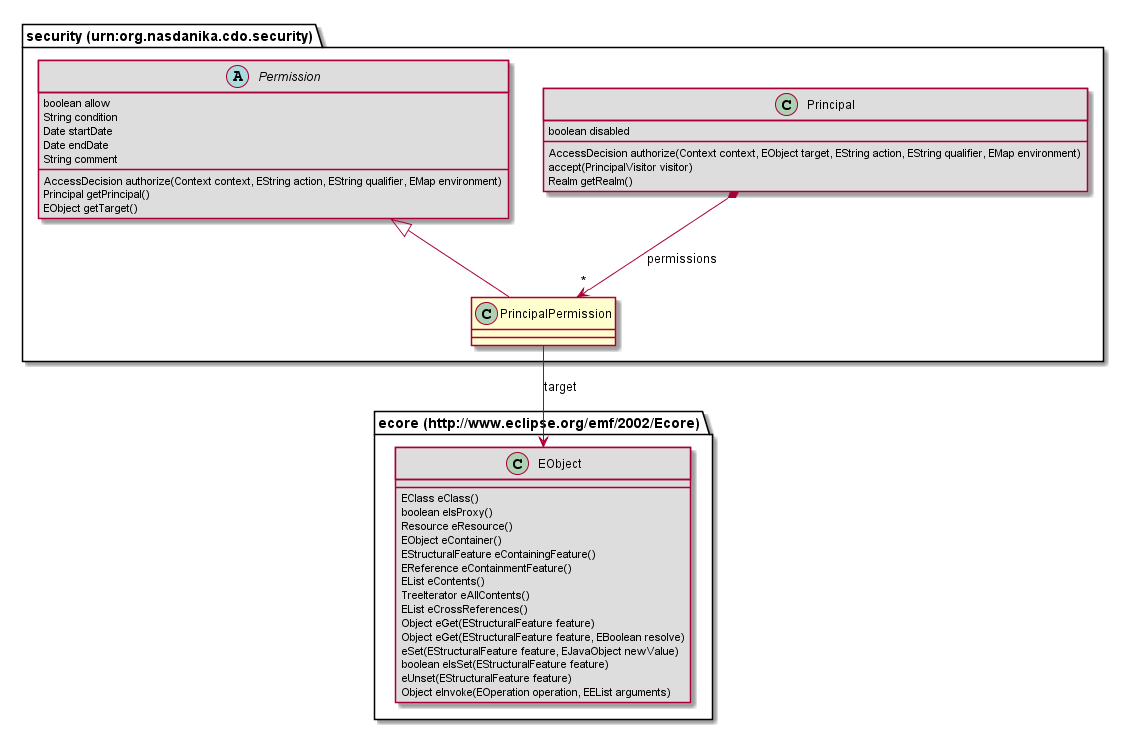 security (urn:org.nasdanika.cdo.security)
A Permission
boolean allow
String condition
Date startDate
Date endDate
String comment
AccessDecision authorize(Context context, EString action, EString qualifier, EMap environment)
Principal getPrincipal()
EObject getTarget()
C Principal
boolean disabled
AccessDecision authorize(Context context, EObject target, EString action, EString qualifier, EMap environment)
accept(PrincipalVisitor visitor)
Realm getRealm()
permissions
*
C PrincipalPermission
target
ecore (http://www.eclipse.org/emf/2002/Ecore)
C EObject
EClass eClass()
boolean eIsProxy()
Resource eResource()
EObject eContainer()
EStructuralFeature eContainingFeature()
EReference eContainmentFeature()
EList eContents()
TreeIterator eAllContents()
EList eCrossReferences()
Object eGet(EStructuralFeature feature)
Object eGet(EStructuralFeature feature, EBoolean resolve)
eSet(EStructuralFeature feature, EJavaObject newValue)
boolean eIsSet(EStructuralFeature feature)
eUnset(EStructuralFeature feature)
Object eInvoke(EOperation operation, EEList arguments)